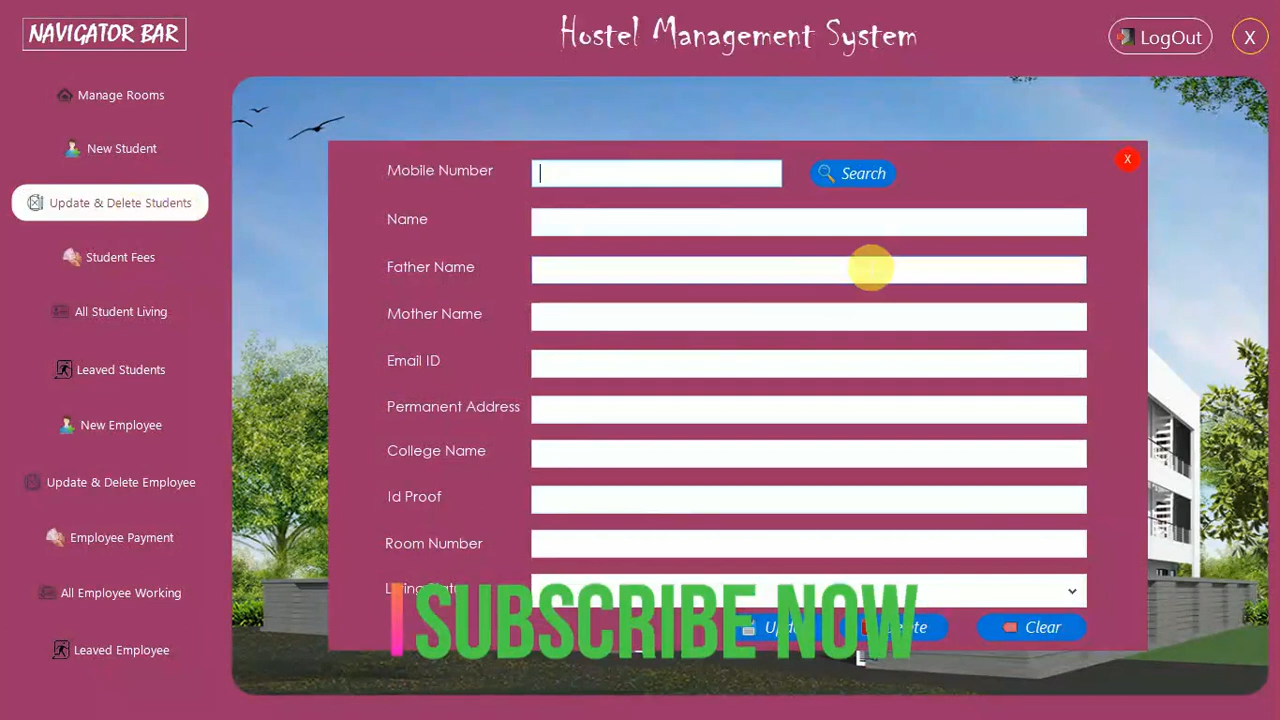 NAVIGATOR BAR
Hostel Management System
LogOut
X
Manage Rooms
New Student
Update & Delete Students
Student Fees
All Student Living
Leaved Students
New Employee
Update & Delete Employee
Employee Payment
All Employee Working
Leaved Employee
X
Mobile Number
Search
Name
Father Name
Mother Name
Email ID
Permanent Address
College Name
Id Proof
Room Number
SUBSCRIBE NOW
Clear